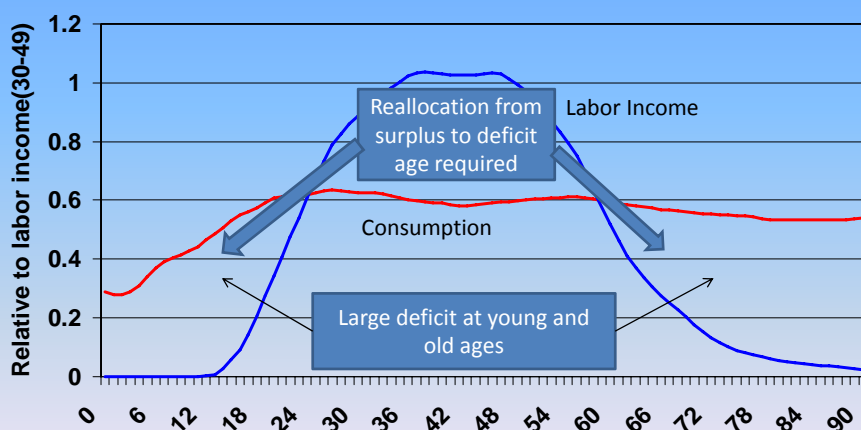 1.2
1
0.8
0.6
0.4
0.2
0
Relative to labor income(30-49)
Reallocation from
surplus to deficit
age required
Labor Income
Consumption
Large deficit at young and
old ages
0 6 12 18 24 30 36 42 48 54 60 66 72 78 84 90